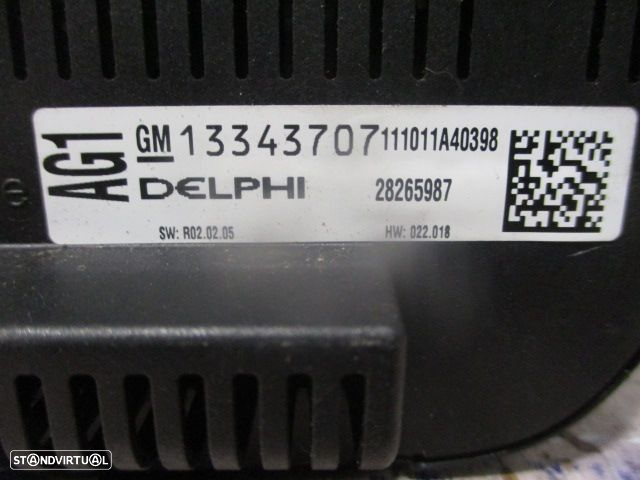 AG1
GM 13343707 111011A40398
DELPHI 28265987
SW: R02.02.05 HW: 022.018
e
STANDVIRTUAL